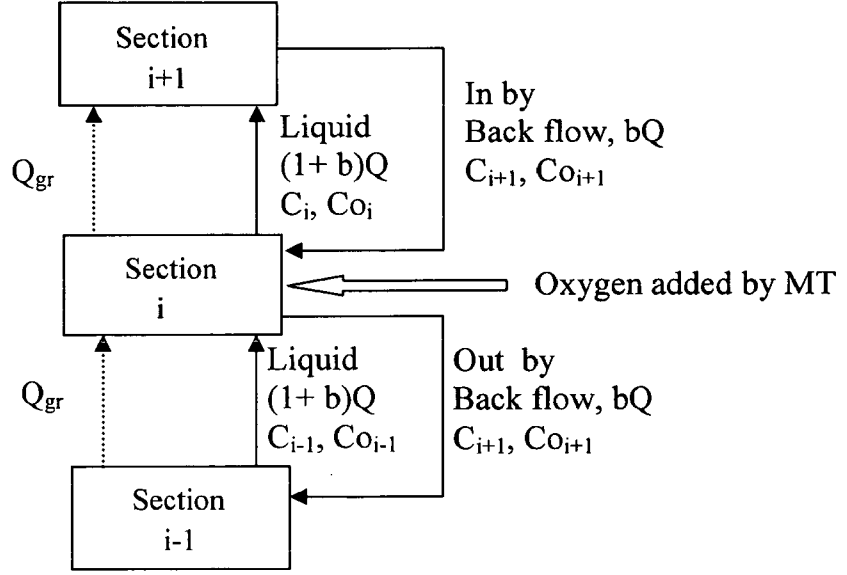 Section
i+1
In by
Back flow, bQ
C_{i+1}, Co_{i+1}
Liquid
(1+ b)Q
C_i, Co_i
Q_{gr}
Section
i
Oxygen added by MT
Liquid
(1+ b)Q
C_{i-1}, Co_{i-1}
Out by
Back flow, bQ
C_{i+1}, Co_{i+1}
Q_{gr}
Section
i-1